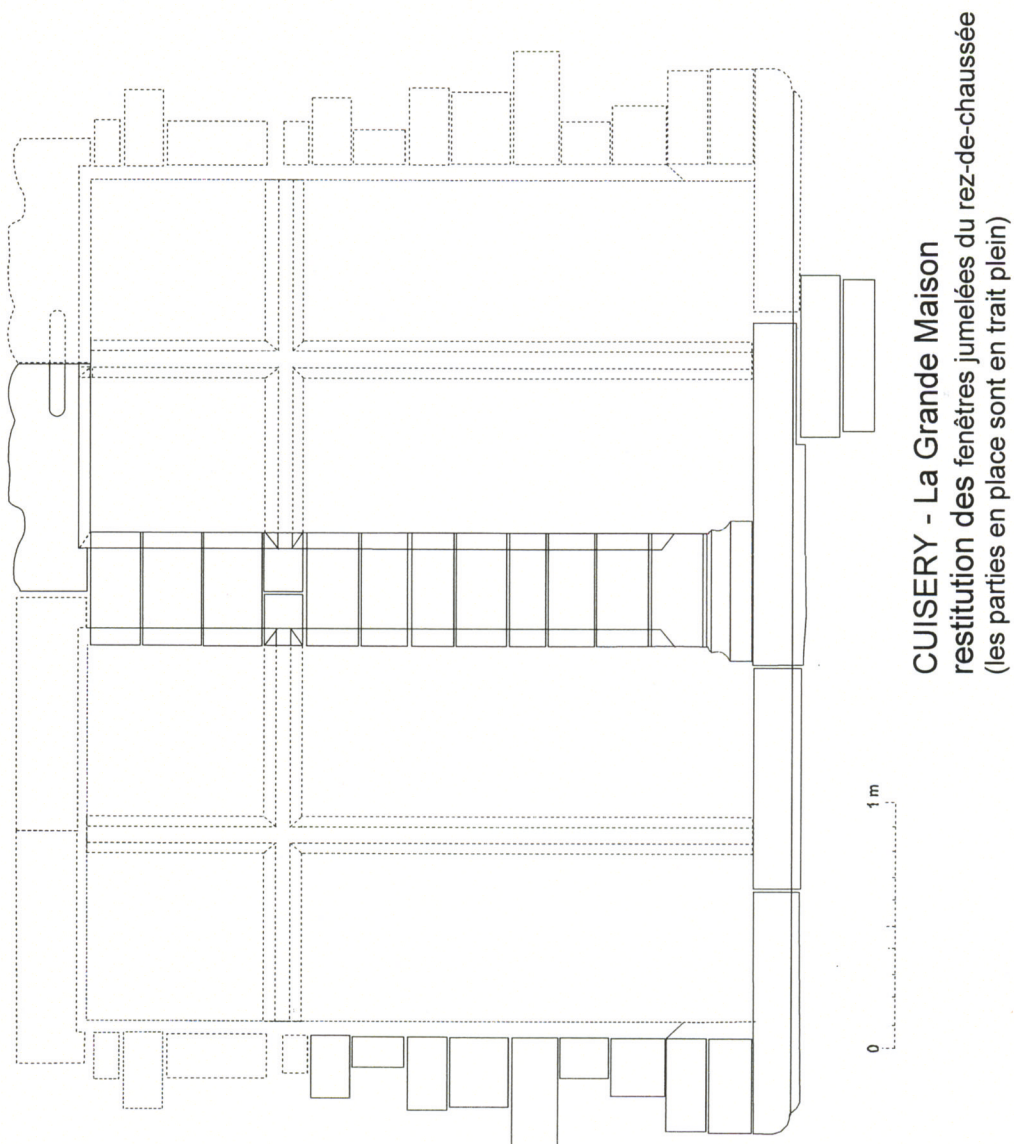 CUISERY - La Grande Maison
restitution des fenêtres jumelées du rez-de-chaussée
(les parties en place sont en trait plein)
0
1 m